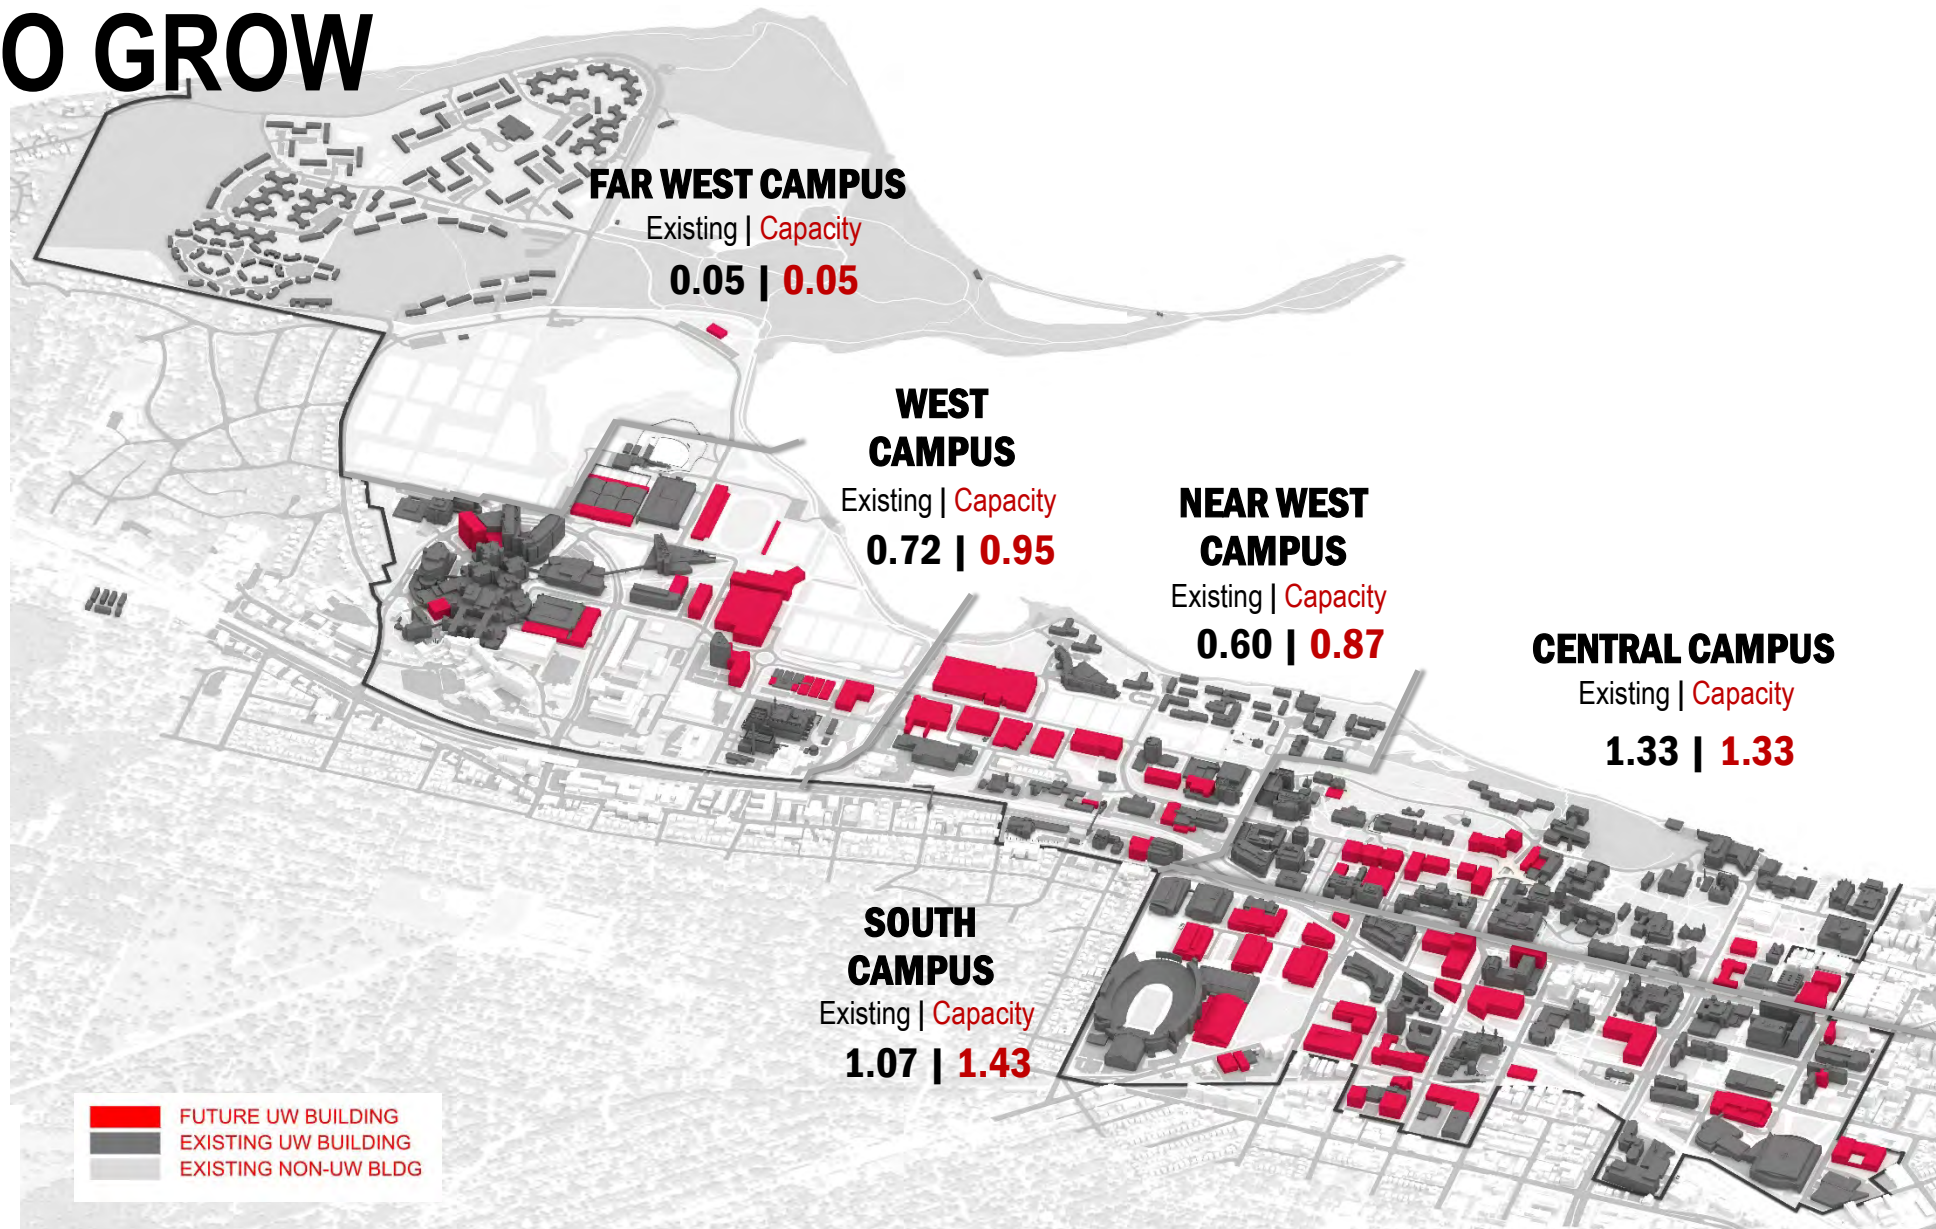 O GROW
FAR WEST CAMPUS
Existing | Capacity
0.05 | 0.05
WEST
CAMPUS
Existing | Capacity
0.72 | 0.95
NEAR WEST
CAMPUS
Existing | Capacity
0.60 | 0.87
CENTRAL CAMPUS
Existing | Capacity
1.33 | 1.33
SOUTH
CAMPUS
Existing | Capacity
1.07 | 1.43
FUTURE UW BUILDING
EXISTING UW BUILDING
EXISTING NON-UW BLDG